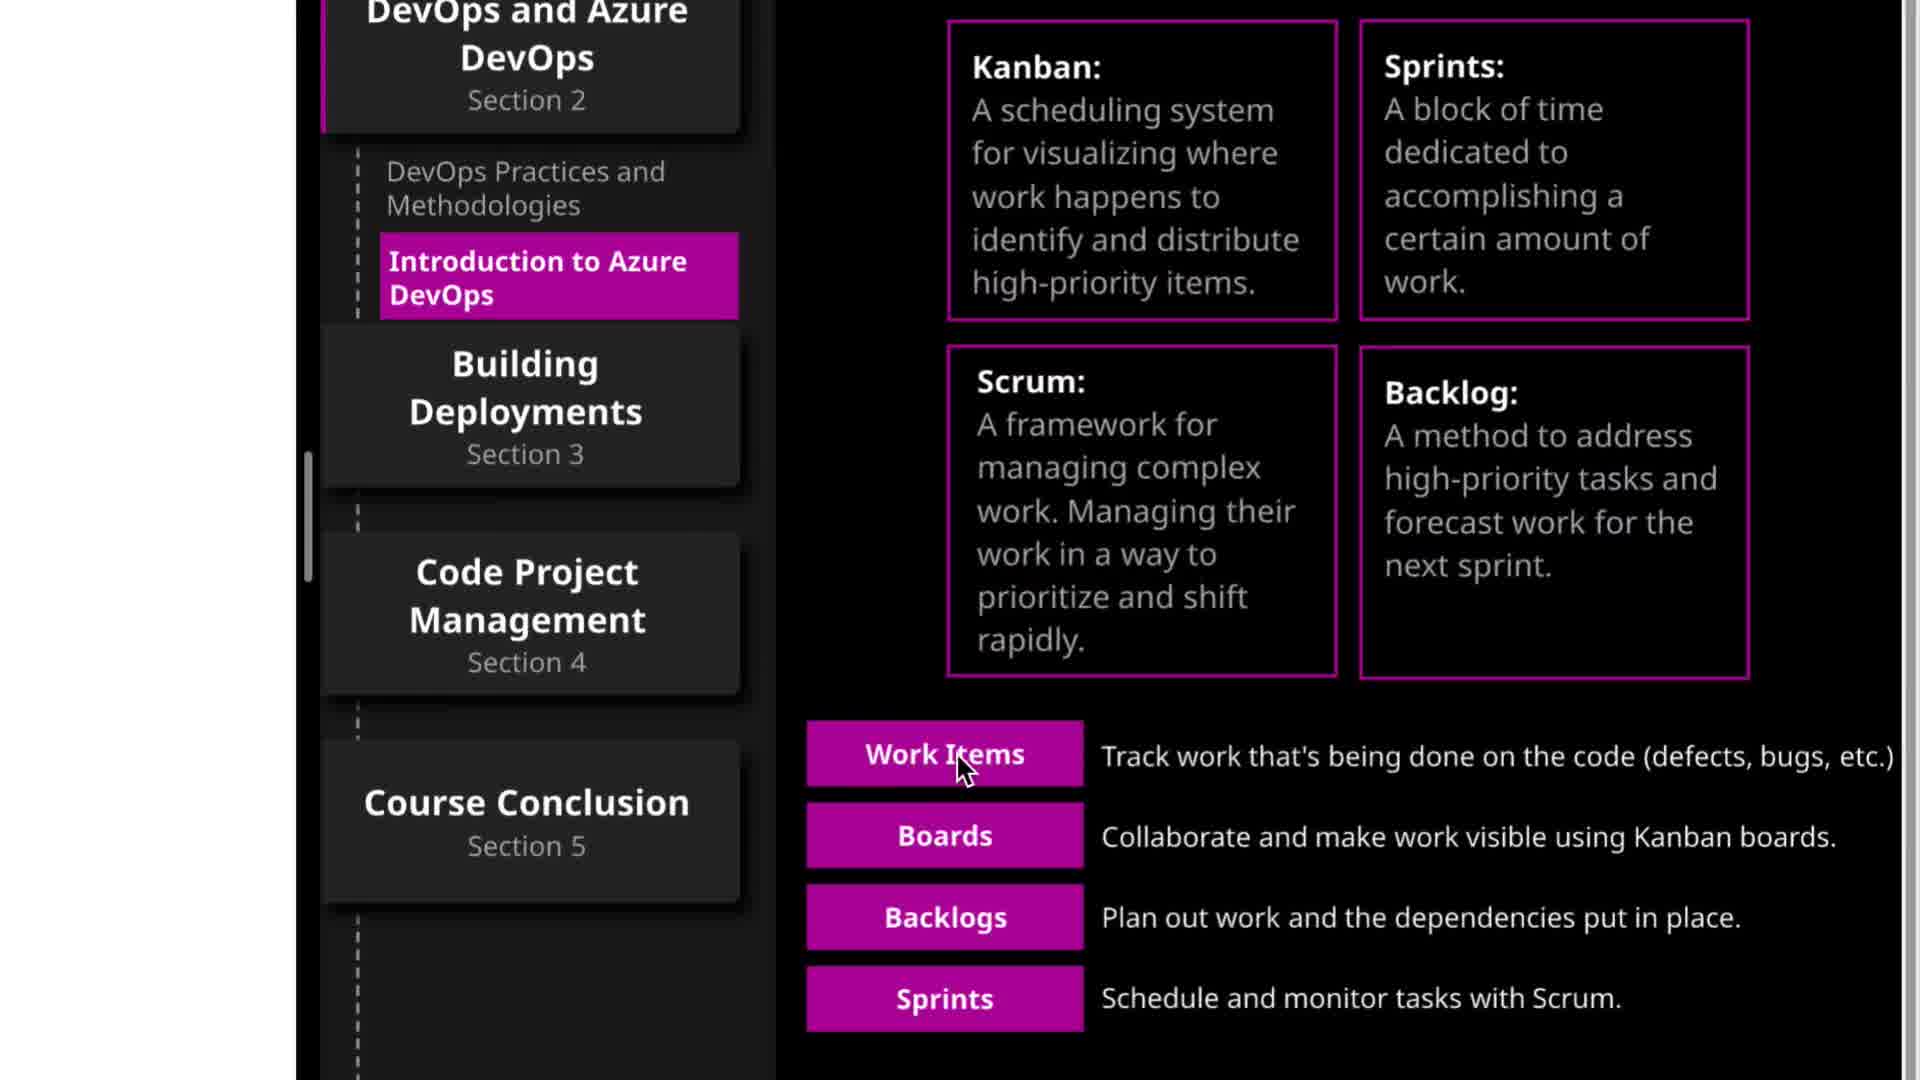 DevOps and Azure
DevOps
Section 2
DevOps Practices and
Methodologies
Introduction to Azure
DevOps
Building
Deployments
Section 3
Code Project
Management
Section 4
Course Conclusion
Section 5
Kanban:
A scheduling system
for visualizing where
work happens to
identify and distribute
high-priority items.
Sprints:
A block of time
dedicated to
accomplishing a
certain amount of
work.
Scrum:
A framework for
managing complex
work. Managing their
work in a way to
prioritize and shift
rapidly.
Backlog:
A method to address
high-priority tasks and
forecast work for the
next sprint.
Work Items
Track work that's being done on the code (defects, bugs, etc.)
Boards
Collaborate and make work visible using Kanban boards.
Backlogs
Plan out work and the dependencies put in place.
Sprints
Schedule and monitor tasks with Scrum.